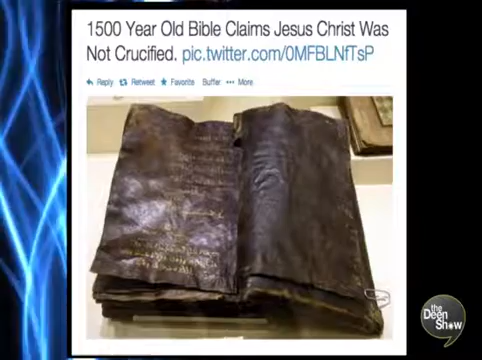 1500 Year Old Bible Claims Jesus Christ Was
Not Crucified. pic.twitter.com/0MFBLNfTsP
Reply Retweet Favorite Buffer ••• More
the
Deen
Show